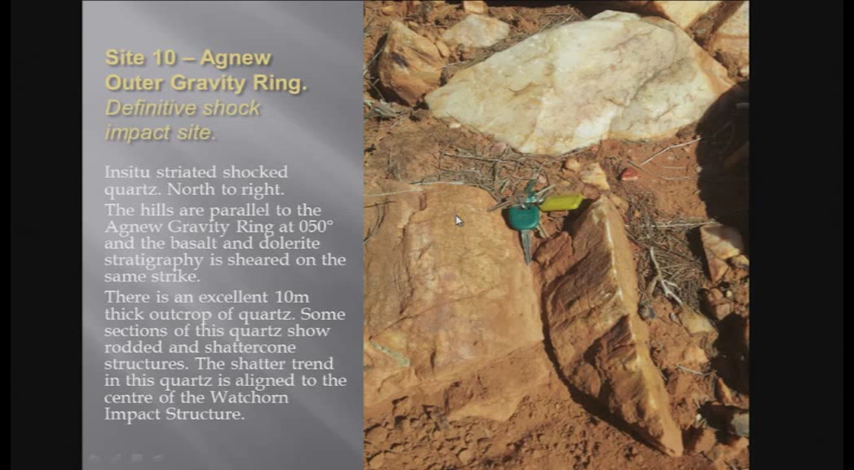 Site 10 – Agnew
Outer Gravity Ring.
Definitive shock
impact site.
Insitu striated shocked
quartz. North to right.
The hills are parallel to the
Agnew Gravity Ring at 050°
and the basalt and dolerite
stratigraphy is sheared on the
same strike.
There is an excellent 10m
thick outcrop of quartz. Some
sections of this quartz show
rodded and shattercone
structures. The shatter trend
in this quartz is aligned to the
centre of the Watchorn
Impact Structure.